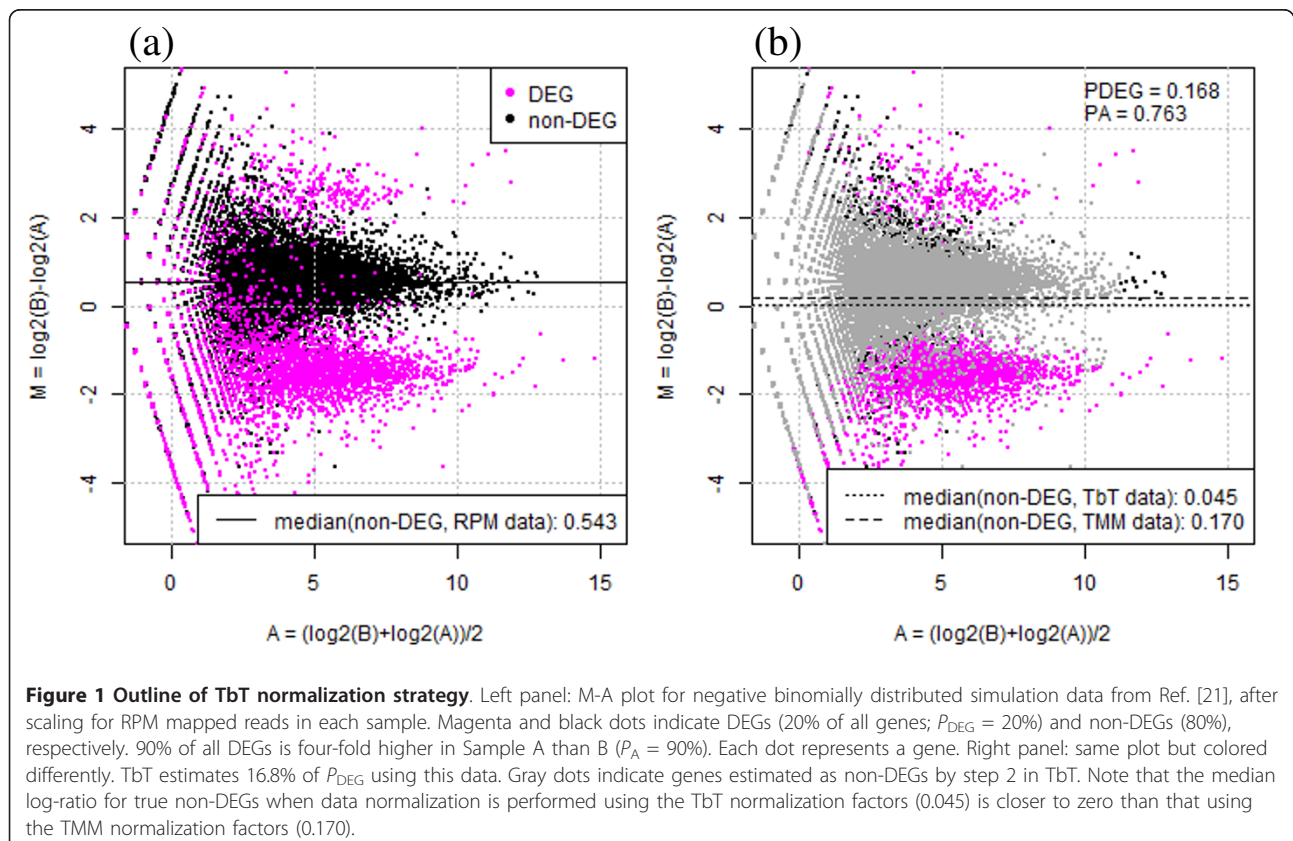 (a)
DEG
non-DEG
M = log2(B)-log2(A)
4
2
0
-2
-4
median(non-DEG, RPM data): 0.543
0
5
10
15
A = (log2(B)+log2(A))/2
(b)
PDEG = 0.168
PA = 0.763
M = log2(B)-log2(A)
4
2
0
-2
-4
median(non-DEG, TbT data): 0.045
median(non-DEG, TMM data): 0.170
0
5
10
15
A = (log2(B)+log2(A))/2
Figure 1 Outline of TbT normalization strategy. Left panel: M-A plot for negative binomially distributed simulation data from Ref. [21], after
scaling for RPM mapped reads in each sample. Magenta and black dots indicate DEGs (20% of all genes; PDEG = 20%) and non-DEGs (80%),
respectively. 90% of all DEGs is four-fold higher in Sample A than B (PA = 90%). Each dot represents a gene. Right panel: same plot but colored
differently. TbT estimates 16.8% of PDEG using this data. Gray dots indicate genes estimated as non-DEGs by step 2 in TbT. Note that the median
log-ratio for true non-DEGs when data normalization is performed using the TbT normalization factors (0.045) is closer to zero than that using
the TMM normalization factors (0.170).